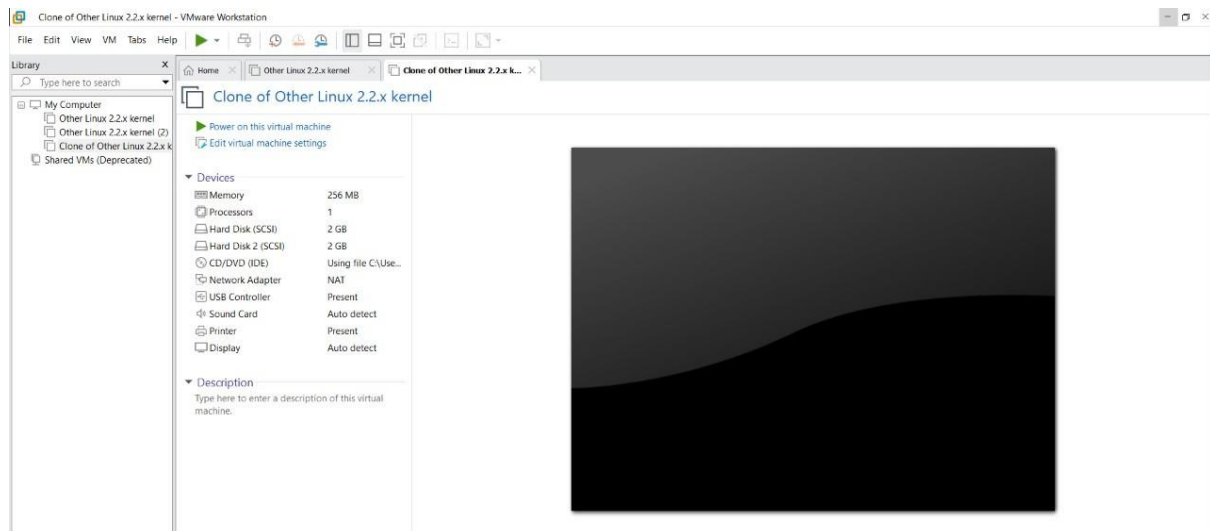 Clone of Other Linux 2.2.x kernel - VMware Workstation
File Edit View VM Tabs Help
Library X
Type here to search
My Computer
Other Linux 2.2.x kernel
Other Linux 2.2.x kernel (2)
Clone of Other Linux 2.2.x k
Shared VMs (Deprecated)
Home Other Linux 2.2.x kernel Clone of Other Linux 2.2.x k...
Clone of Other Linux 2.2.x kernel
Power on this virtual machine
Edit virtual machine settings
Devices
Memory 256 MB
Processors 1
Hard Disk (SCSI) 2 GB
Hard Disk 2 (SCSI) 2 GB
CD/DVD (IDE) Using file C:\Use...
Network Adapter NAT
USB Controller Present
Sound Card Auto detect
Printer Present
Display Auto detect
Description
Type here to enter a description of this virtual
machine.